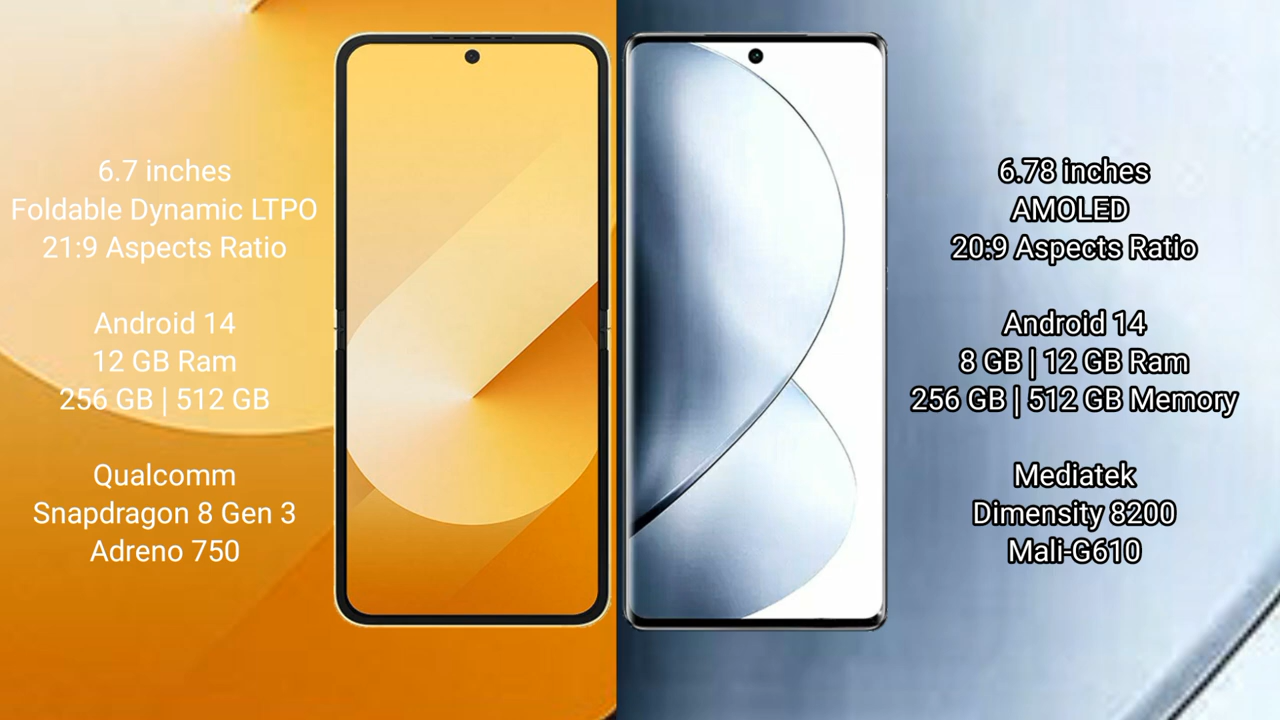 6.7 inches
Foldable Dynamic LTPO
21:9 Aspects Ratio
Android 14
12 GB Ram
256 GB | 512 GB
Qualcomm
Snapdragon 8 Gen 3
Adreno 750
6.78 inches
AMOLED
20:9 Aspects Ratio
Android 14
8 GB | 12 GB Ram
256 GB | 512 GB Memory
Mediatek
Dimensity 8200
Mali-G610